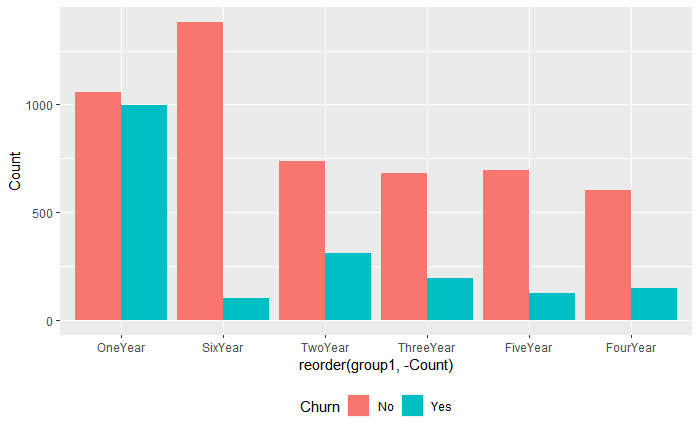 Count
1000
500
0
OneYear SixYear TwoYear ThreeYear FiveYear FourYear
reorder(group1, -Count)
Churn No Yes